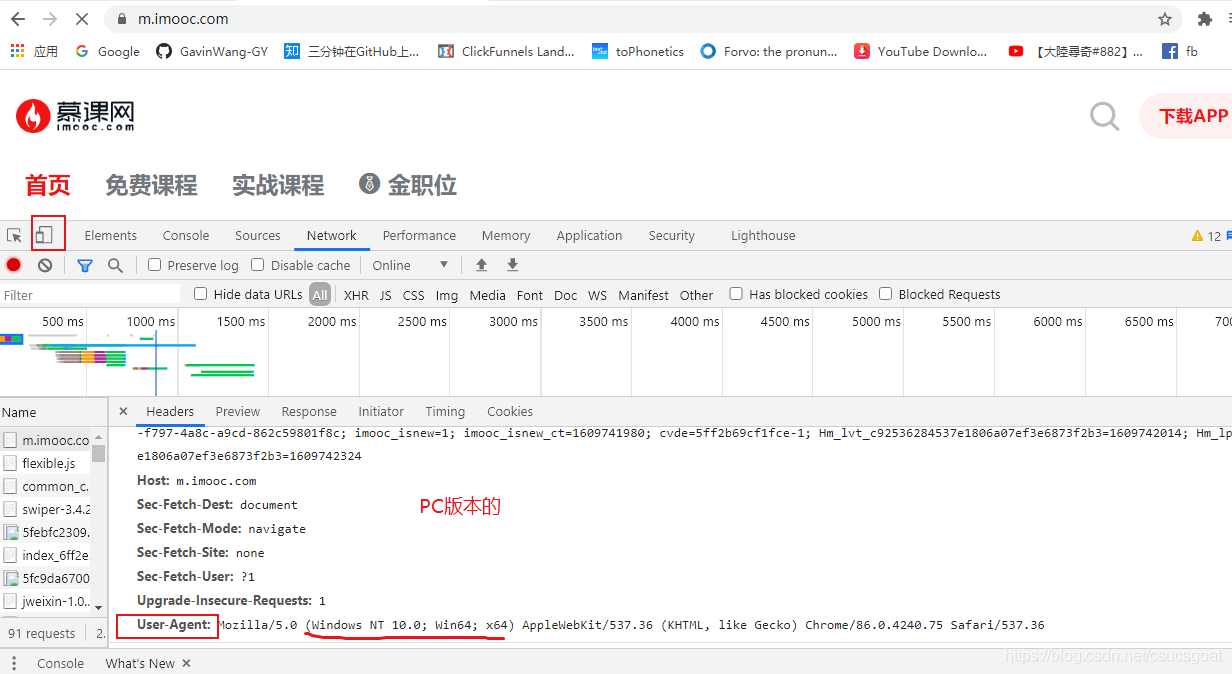 m.imooc.com
应用 Google GavinWang-GY 知 三分钟在GitHub上... ClickFunnels Land... toPhonetics Forvo: the pronun... YouTube Downlo... 【大陸尋奇#882】... fb
慕课网
imooc.com
下载APP
首页 免费课程 实战课程 金职位
Elements Console Sources Network Performance Memory Application Security Lighthouse 12
Preserve log Disable cache Online
Filter Hide data URLs All XHR JS CSS Img Media Font Doc WS Manifest Other Has blocked cookies Blocked Requests
500 ms 1000 ms 1500 ms 2000 ms 2500 ms 3000 ms 3500 ms 4000 ms 4500 ms 5000 ms 5500 ms 6000 ms 6500 ms 700
Name × Headers Preview Response Initiator Timing Cookies
-f797-4a8c-a9cd-862c59801f8c; imooc_isnew=1; imooc_isnew_ct=1609741980; cvde=5ff2b69cf1fce-1; Hm_lvt_c92536284537e1806a07ef3e6873f2b3=1609742014; Hm_lp
m.imooc.co
e1806a07ef3e6873f2b3=1609742324
flexible.js
Host: m.imooc.com
common_c.
Sec-Fetch-Dest: document
PC版本的
swiper-3.4.2
Sec-Fetch-Mode: navigate
5febfc2309.
Sec-Fetch-Site: none
index_6ff2e
Sec-Fetch-User: ?1
5fc9da6700
Upgrade-Insecure-Requests: 1
jweixin-1.0..
User-Agent: Mozilla/5.0 (Windows NT 10.0; Win64; x64) AppleWebKit/537.36 (KHTML, like Gecko) Chrome/86.0.4240.75 Safari/537.36
91 requests 2.
Console What's New ×
https://blog.csdn.net/csucsgoat